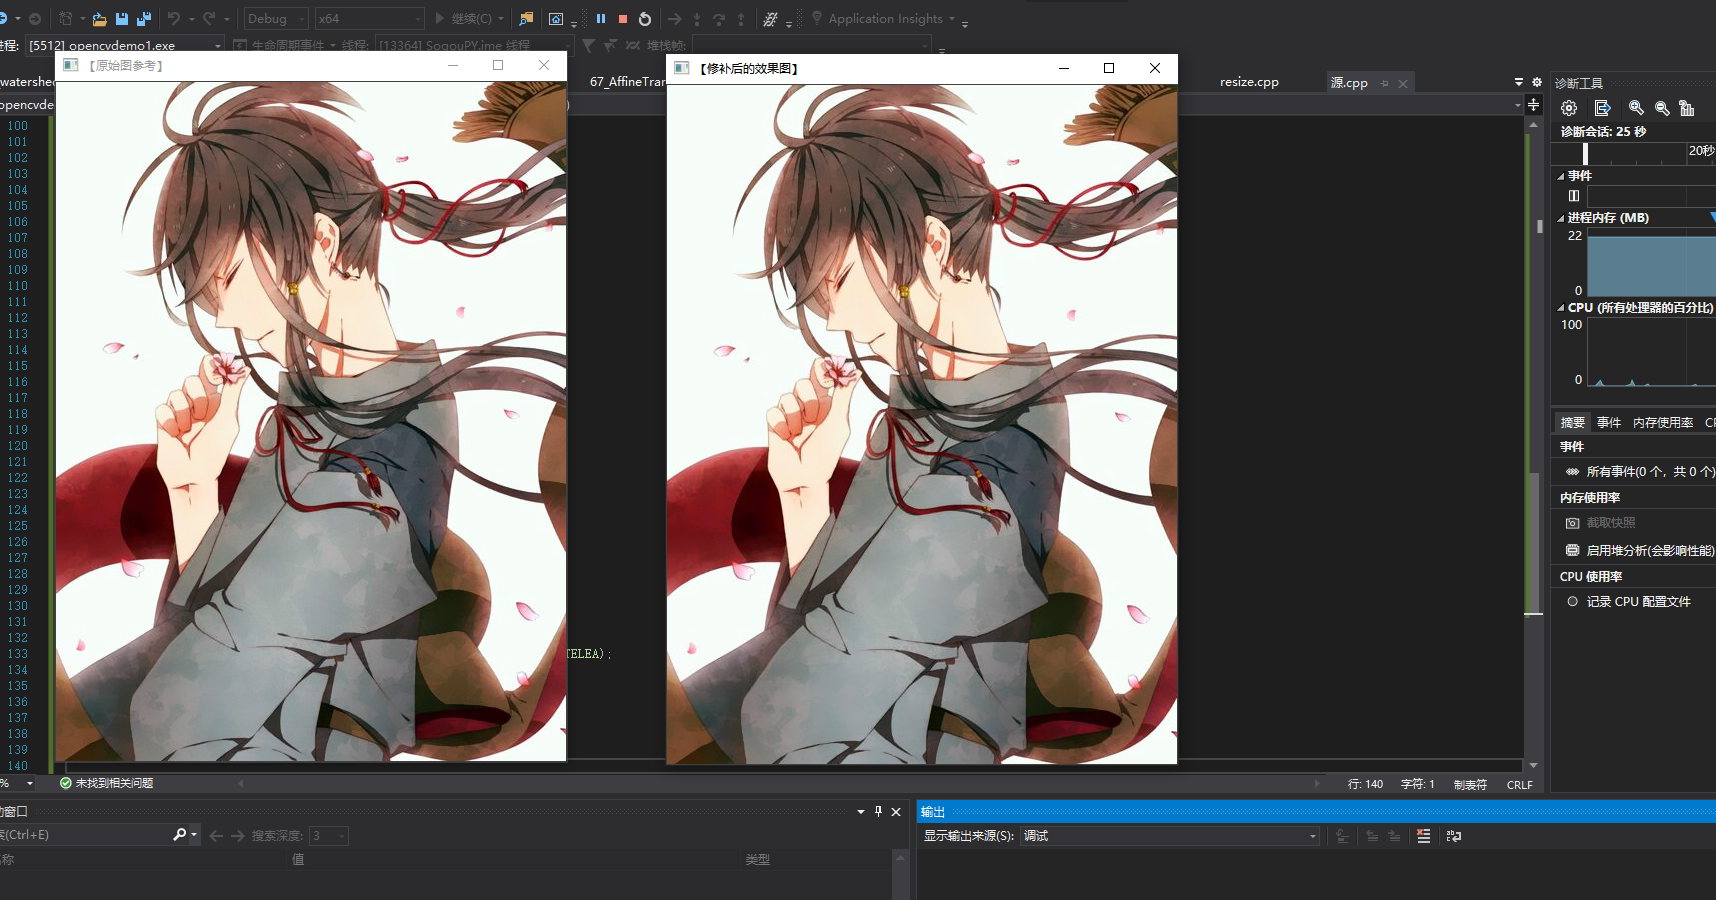 Debug x64 继续(C) Application Insights
进程: [5512] opencvdemo1.exe 生命周期事件 线程: [13364] SogouPY.ime 线程 堆栈帧:
【原始图参考】
【修补后的效果图】
67_AffineTran
resize.cpp
源.cpp
诊断工具
opencvde
100
101
102
103
104
105
106
107
108
109
110
111
112
113
114
115
116
117
118
119
120
121
122
123
124
125
126
127
128
129
130
131
132
133
134
135
136
137
138
139
140
TELEA);
诊断会话: 25 秒
20秒
事件
进程内存 (MB)
22
0
CPU (所有处理器的百分比)
100
0
摘要 事件 内存使用率
事件
所有事件(0 个，共 0 个)
内存使用率
截取快照
启用堆分析(会影响性能)
CPU 使用率
记录 CPU 配置文件
% 未找到相关问题 行: 140 字符: 1 制表符 CRLF
动窗口
索(Ctrl+E) 搜索深度: 3
名称 值 类型
输出
显示输出来源(S): 调试